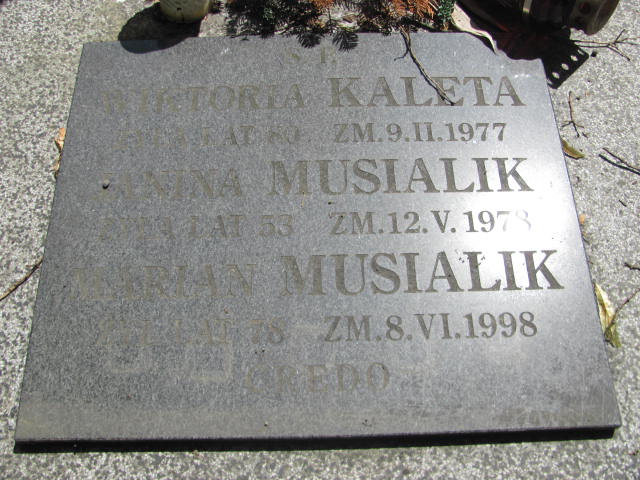 Ś. P.
WIKTORIA KALETA
ŻYŁA LAT 80 ZM. 9. II. 1977
JANINA MUSIALIK
ŻYŁA LAT 53 ZM. 12. V. 1978
MARIAN MUSIALIK
ŻYŁ LAT 78 ZM. 8. VI. 1998
CREDO